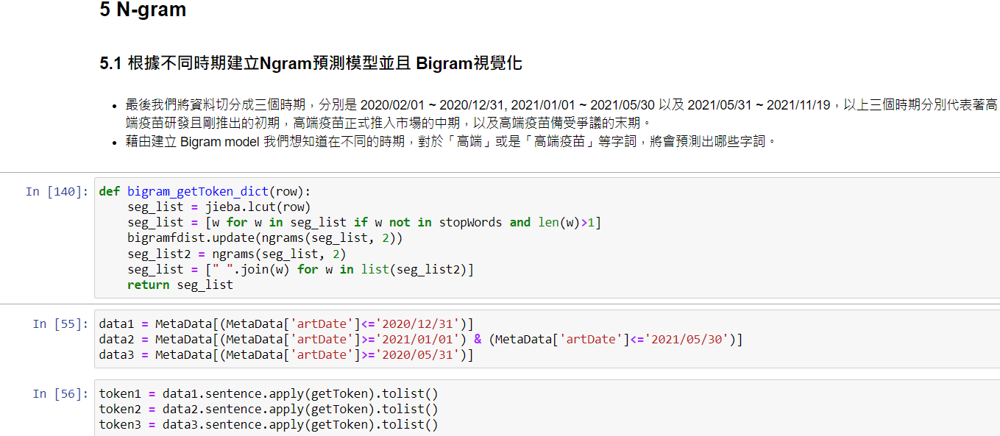 5 N-gram
5.1 根據不同時期建立Ngram預測模型並且 Bigram視覺化
• 最後我們將資料切分成三個時期，分別是 2020/02/01 ~ 2020/12/31, 2021/01/01 ~ 2021/05/30 以及 2021/05/31 ~ 2021/11/19，以上三個時期分別代表著高
端疫苗研發且剛推出的初期，高端疫苗正式推入市場的中期，以及高端疫苗備受爭議的末期。
• 藉由建立 Bigram model 我們想知道在不同的時期，對於「高端」或是「高端疫苗」等字詞，將會預測出哪些字詞。
In [140]: def bigram_getToken_dict(row):
    seg_list = jieba.lcut(row)
    seg_list = [w for w in seg_list if w not in stopWords and len(w)>1]
    bigramfdist.update(ngrams(seg_list, 2))
    seg_list2 = ngrams(seg_list, 2)
    seg_list = [" ".join(w) for w in list(seg_list2)]
    return seg_list
In [55]: data1 = MetaData[(MetaData['artDate']<='2020/12/31')]
data2 = MetaData[(MetaData['artDate']>='2021/01/01') & (MetaData['artDate']<='2021/05/30')]
data3 = MetaData[(MetaData['artDate']>='2020/05/31')]
In [56]: token1 = data1.sentence.apply(getToken).tolist()
token2 = data2.sentence.apply(getToken).tolist()
token3 = data3.sentence.apply(getToken).tolist()